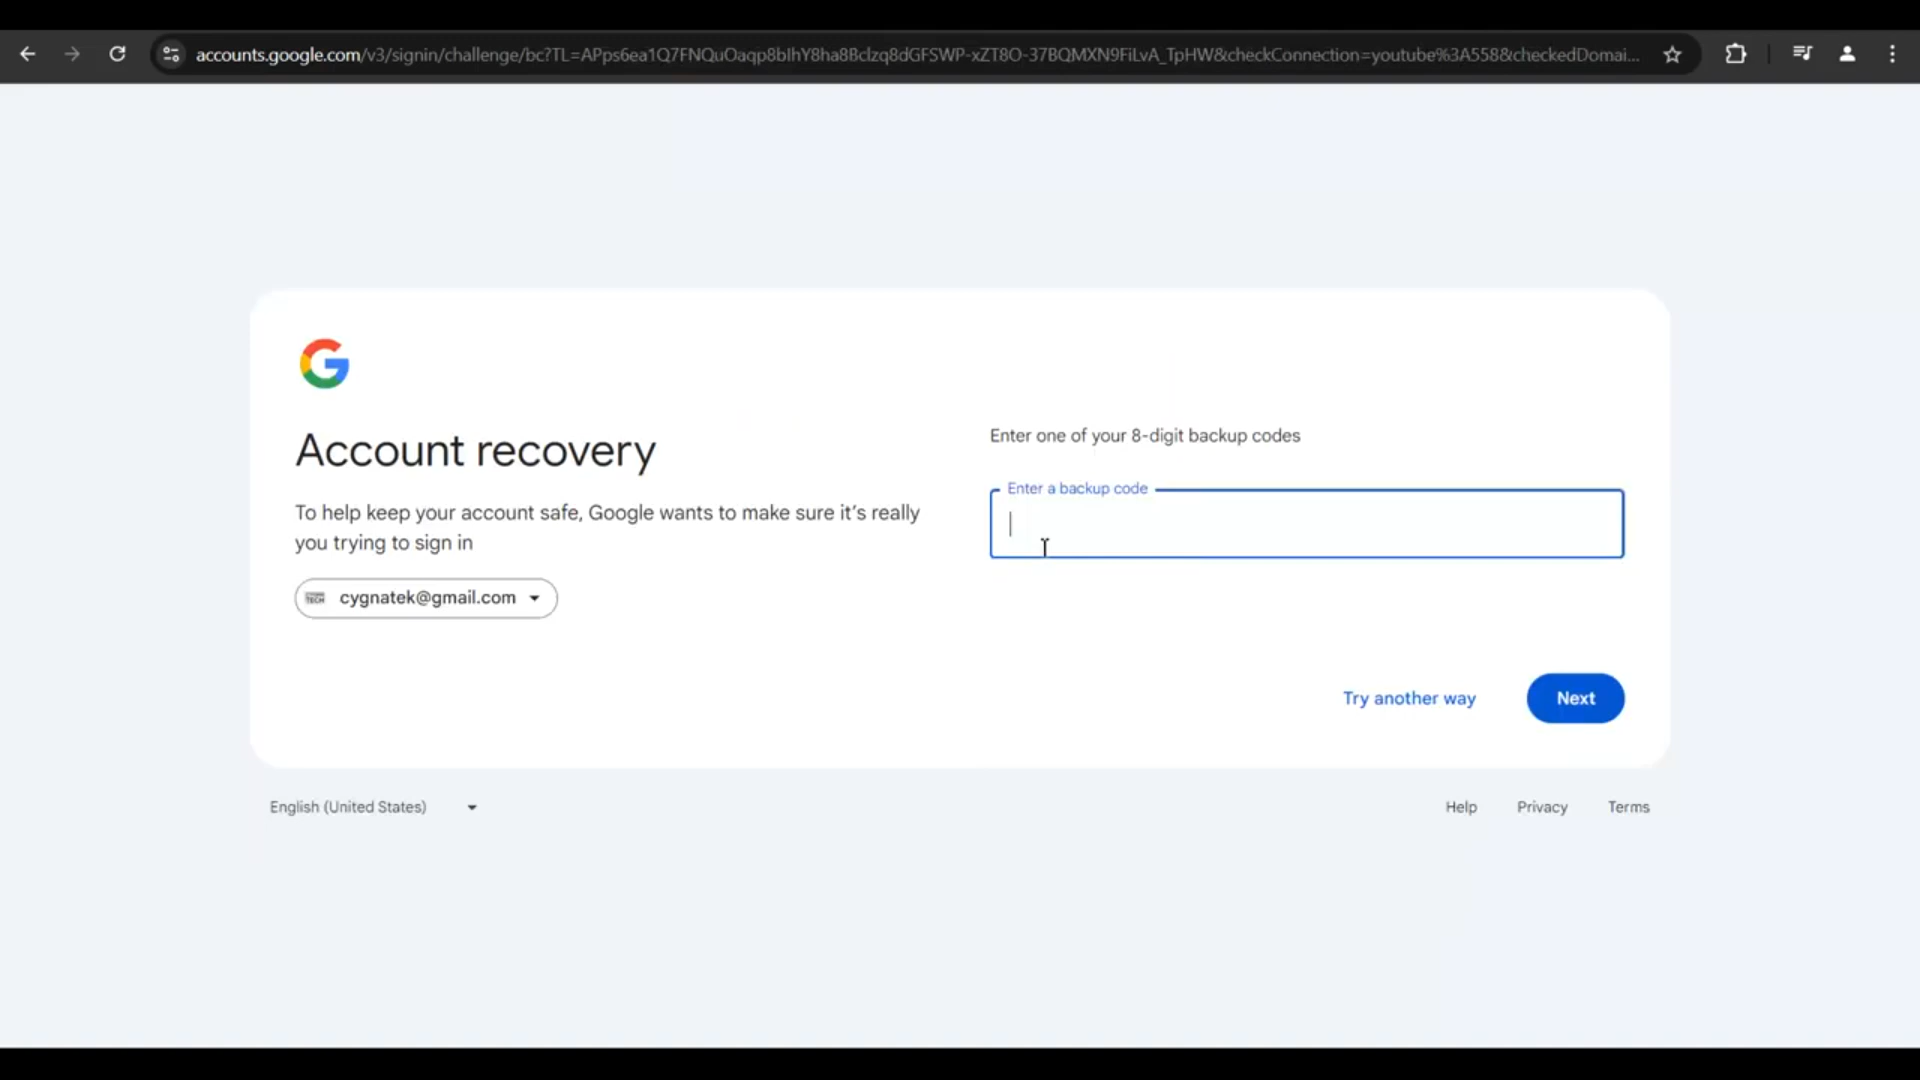 accounts.google.com/v3/signin/challenge/bc?TL=APps6ea1Q7FNQuOaqp8bIhY8ha8Bclzq8dGFSWP-xZT8O-37BQMXN9FiLvA_TpHW&checkConnection=youtube%3A558&checkedDomai...
Account recovery
To help keep your account safe, Google wants to make sure it's really
you trying to sign in
cygnatek@gmail.com
Enter one of your 8-digit backup codes
Enter a backup code
Try another way
Next
English (United States)
Help
Privacy
Terms